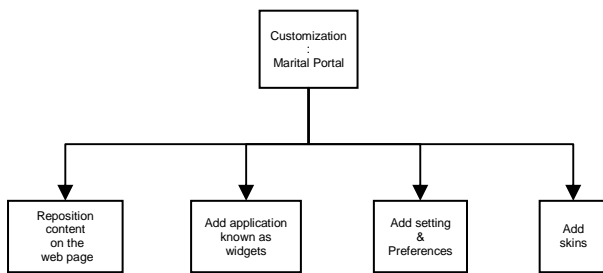 Customization
:
Marital Portal
Reposition
content
on the
web page
Add application
known as
widgets
Add setting
&
Preferences
Add
skins